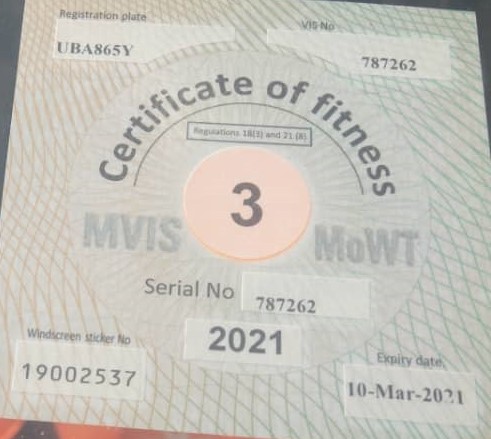 Registration plate
VIS No
UBA865Y
787262
Certificate of fitness
Regulations 18(3) and 21 (8)
3
MVIS
MoWT
Serial No
787262
2021
Windscreen sticker No
19002537
Expiry date.
10-Mar-2021